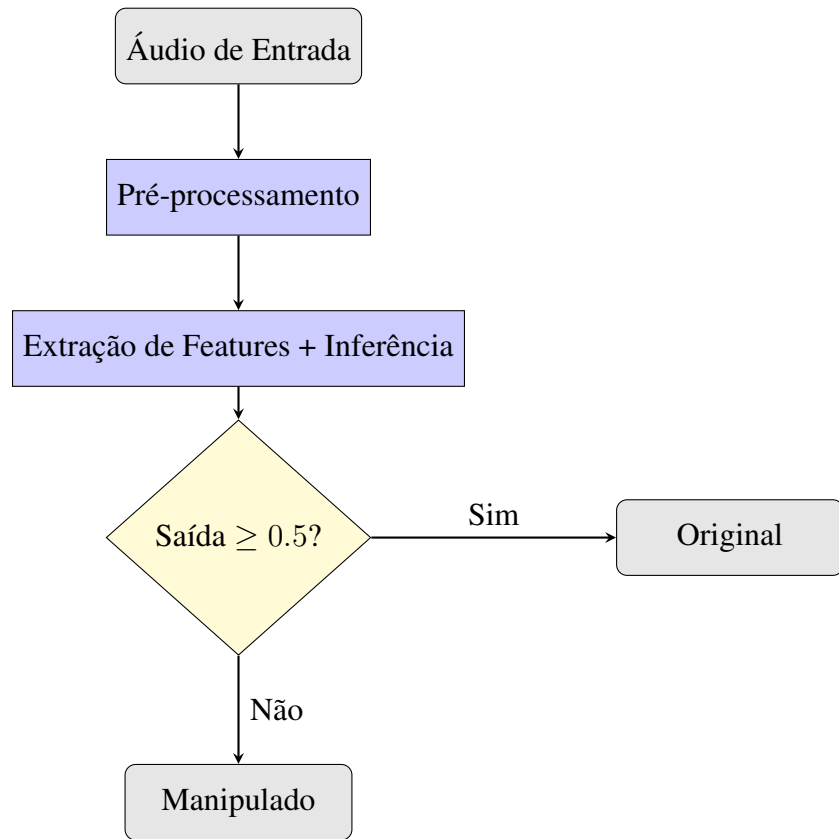 Áudio de Entrada
Pré-processamento
Extração de Features + Inferência
Saída ≥ 0.5?
Sim
Original
Não
Manipulado